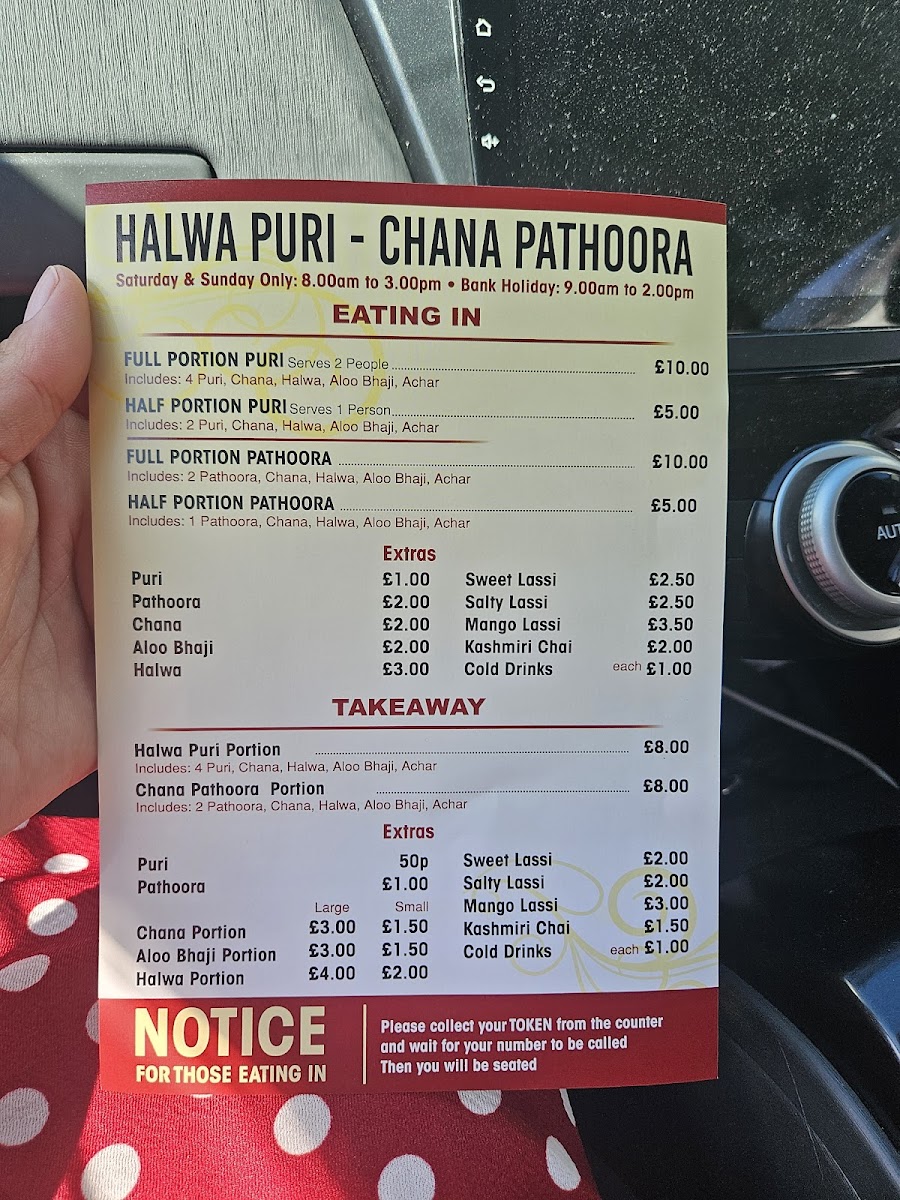 HALWA PURI - CHANA PATHOORA
Saturday & Sunday Only: 8.00am to 3.00pm • Bank Holiday: 9.00am to 2.00pm
EATING IN
FULL PORTION PURI Serves 2 People £10.00
Includes: 4 Puri, Chana, Halwa, Aloo Bhaji, Achar
HALF PORTION PURI Serves 1 Person £5.00
Includes: 2 Puri, Chana, Halwa, Aloo Bhaji, Achar
FULL PORTION PATHOORA £10.00
Includes: 2 Pathoora, Chana, Halwa, Aloo Bhaji, Achar
HALF PORTION PATHOORA £5.00
Includes: 1 Pathoora, Chana, Halwa, Aloo Bhaji, Achar
Extras
Puri £1.00 Sweet Lassi £2.50
Pathoora £2.00 Salty Lassi £2.50
Chana £2.00 Mango Lassi £3.50
Aloo Bhaji £2.00 Kashmiri Chai £2.00
Halwa £3.00 Cold Drinks each £1.00
TAKEAWAY
Halwa Puri Portion £8.00
Includes: 4 Puri, Chana, Halwa, Aloo Bhaji, Achar
Chana Pathoora Portion £8.00
Includes: 2 Pathoora, Chana, Halwa, Aloo Bhaji, Achar
Extras
Puri 50p Sweet Lassi £2.00
Pathoora £1.00 Salty Lassi £2.00
Large Small Mango Lassi £3.00
Chana Portion £3.00 £1.50 Kashmiri Chai £1.50
Aloo Bhaji Portion £3.00 £1.50 Cold Drinks each £1.00
Halwa Portion £4.00 £2.00
NOTICE
FOR THOSE EATING IN
Please collect your TOKEN from the counter
and wait for your number to be called
Then you will be seated